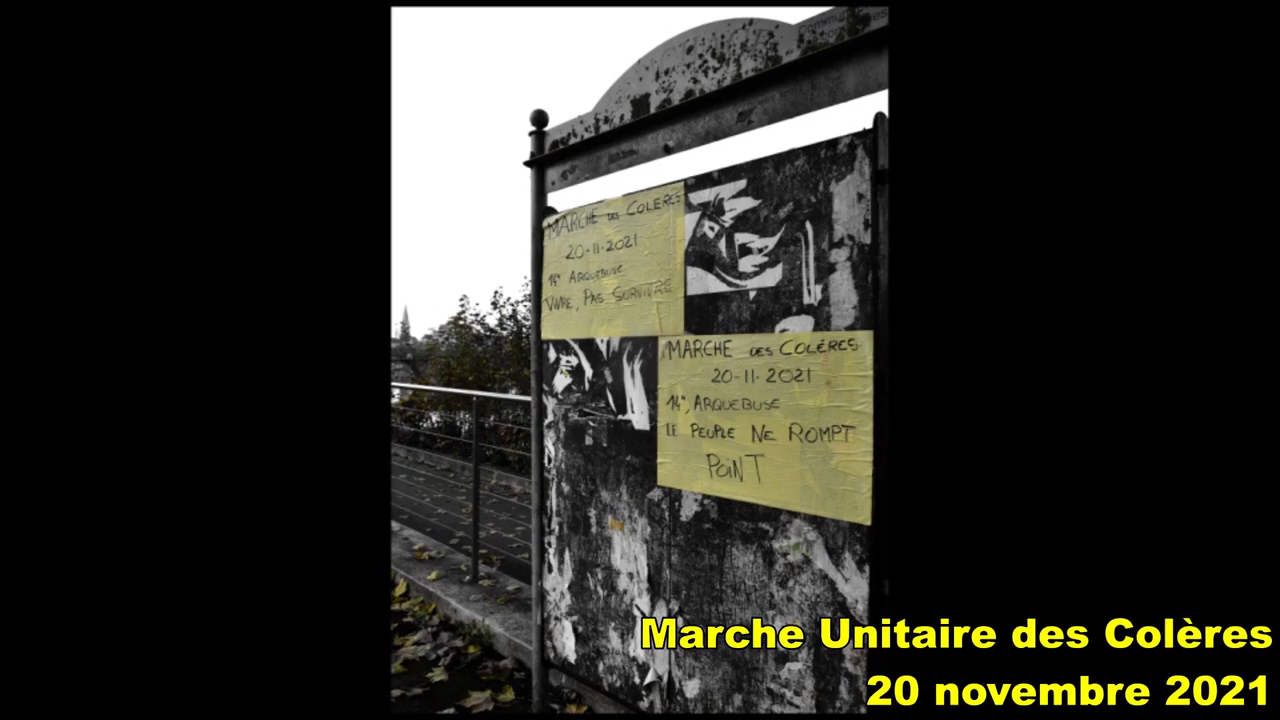 MARCHE DES COLERES
20-11-2021
14H ARQUEBUSE
VIVRE, PAS SURVIVRE
MARCHE DES COLÈRES
20-11-2021
14H, ARQUEBUSE
LE PEUPLE NE ROMPT
POINT
Marche Unitaire des Colères
20 novembre 2021